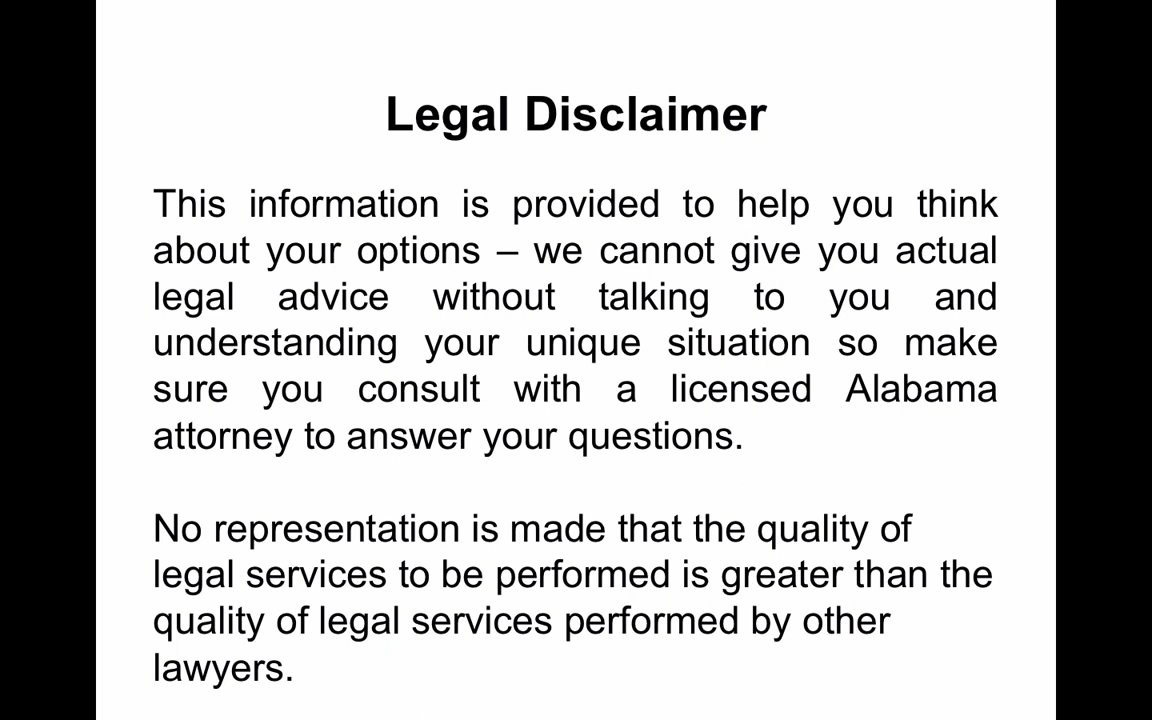 Legal Disclaimer
This information is provided to help you think
about your options – we cannot give you actual
legal advice without talking to you and
understanding your unique situation so make
sure you consult with a licensed Alabama
attorney to answer your questions.
No representation is made that the quality of
legal services to be performed is greater than the
quality of legal services performed by other
lawyers.